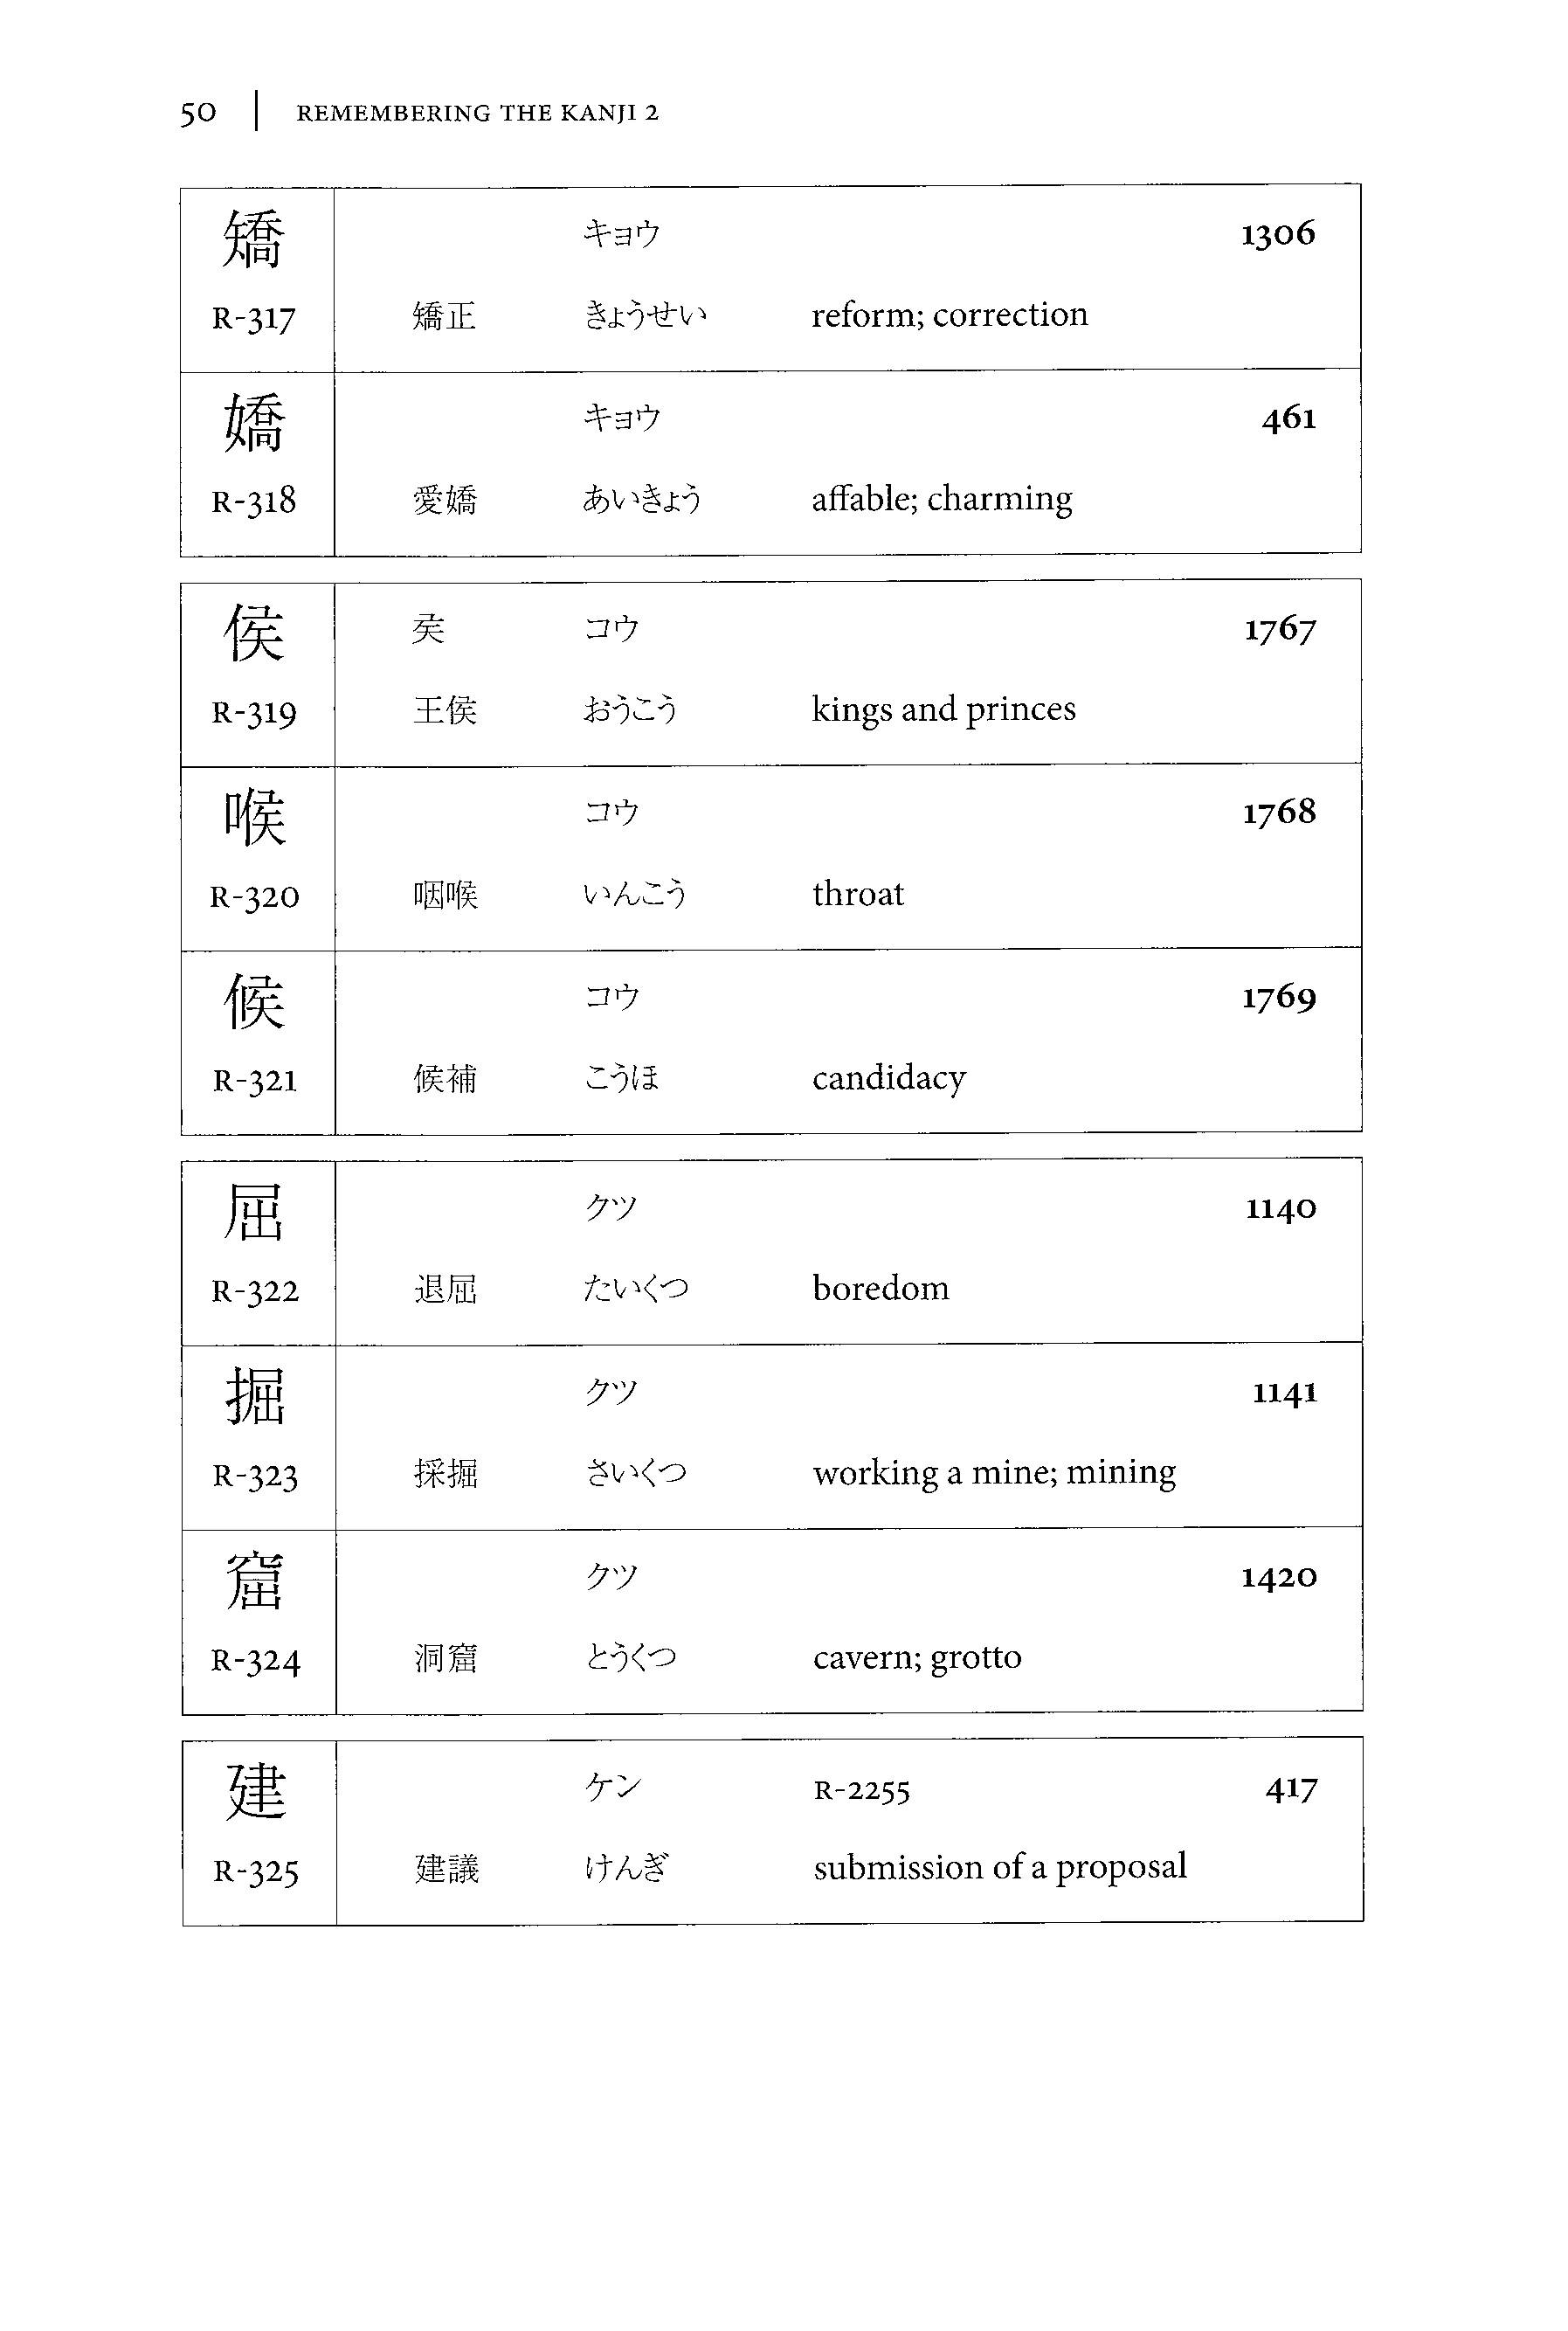 50 | REMEMBERING THE KANJI 2
矯 キョウ 1306
R-317 矯正 きょうせい reform; correction
嬌 キョウ 461
R-318 愛嬌 あいきょう affable; charming
侯 矦 コウ 1767
R-319 王侯 おうこう kings and princes
喉 コウ 1768
R-320 咽喉 いんこう throat
候 コウ 1769
R-321 候補 こうほ candidacy
屈 クツ 1140
R-322 退屈 たいくつ boredom
掘 クツ 1141
R-323 採掘 さいくつ working a mine; mining
窟 クツ 1420
R-324 洞窟 とうくつ cavern; grotto
建 ケン R-2255 417
R-325 建議 けんぎ submission of a proposal